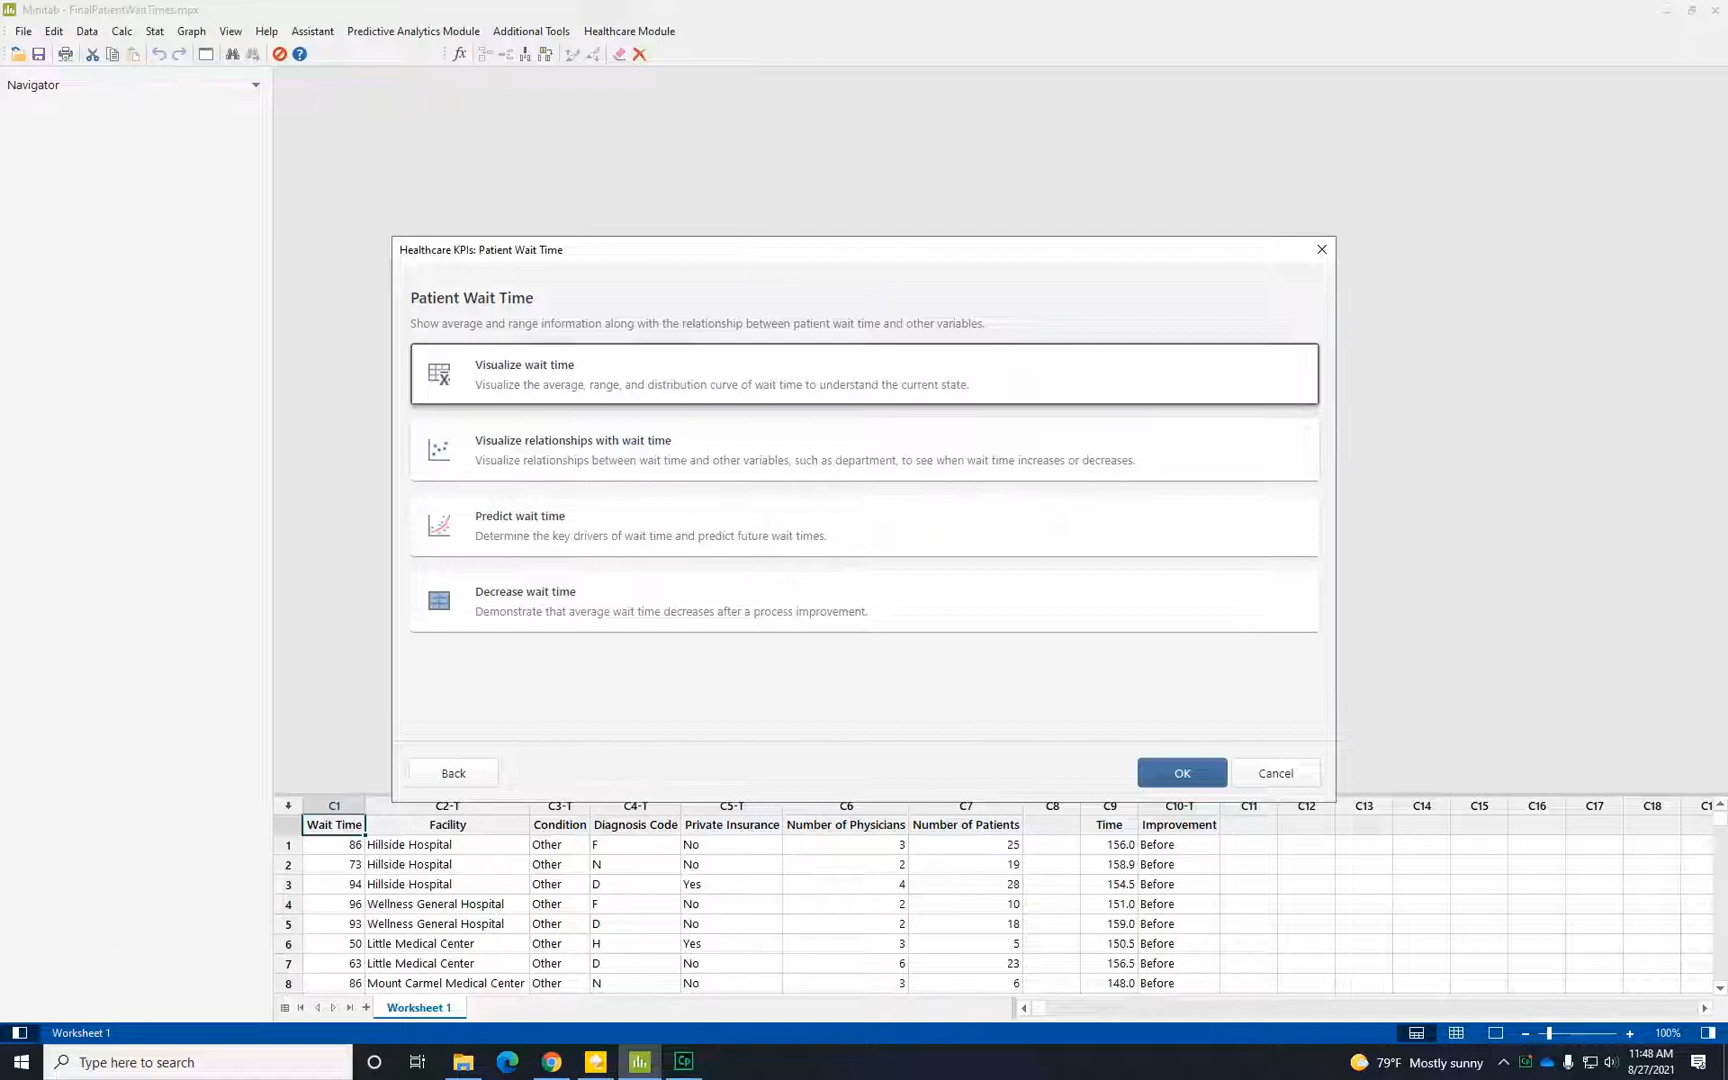 Minitab - FinalPatientWaitTimes.mpx
File Edit Data Calc Stat Graph View Help Assistant Predictive Analytics Module Additional Tools Healthcare Module
fx
Navigator
Healthcare KPIs: Patient Wait Time
Patient Wait Time
Show average and range information along with the relationship between patient wait time and other variables.
Visualize wait time
Visualize the average, range, and distribution curve of wait time to understand the current state.
Visualize relationships with wait time
Visualize relationships between wait time and other variables, such as department, to see when wait time increases or decreases.
Predict wait time
Determine the key drivers of wait time and predict future wait times.
Decrease wait time
Demonstrate that average wait time decreases after a process improvement.
Back OK Cancel
C1 C2-T C3-T C4-T C5-T C6 C7 C8 C9 C10-T C11 C12 C13 C14 C15 C16 C17 C18 C1
Wait Time Facility Condition Diagnosis Code Private Insurance Number of Physicians Number of Patients Time Improvement
1 86 Hillside Hospital Other F No 3 25 156.0 Before
2 73 Hillside Hospital Other N No 2 19 158.9 Before
3 94 Hillside Hospital Other D Yes 4 28 154.5 Before
4 96 Wellness General Hospital Other F No 2 10 151.0 Before
5 93 Wellness General Hospital Other D No 2 18 159.0 Before
6 50 Little Medical Center Other H Yes 3 5 150.5 Before
7 63 Little Medical Center Other D No 6 23 156.5 Before
8 86 Mount Carmel Medical Center Other N No 3 6 148.0 Before
Worksheet 1
Worksheet 1 100%
Type here to search Cp 79°F Mostly sunny 11:48 AM
8/27/2021